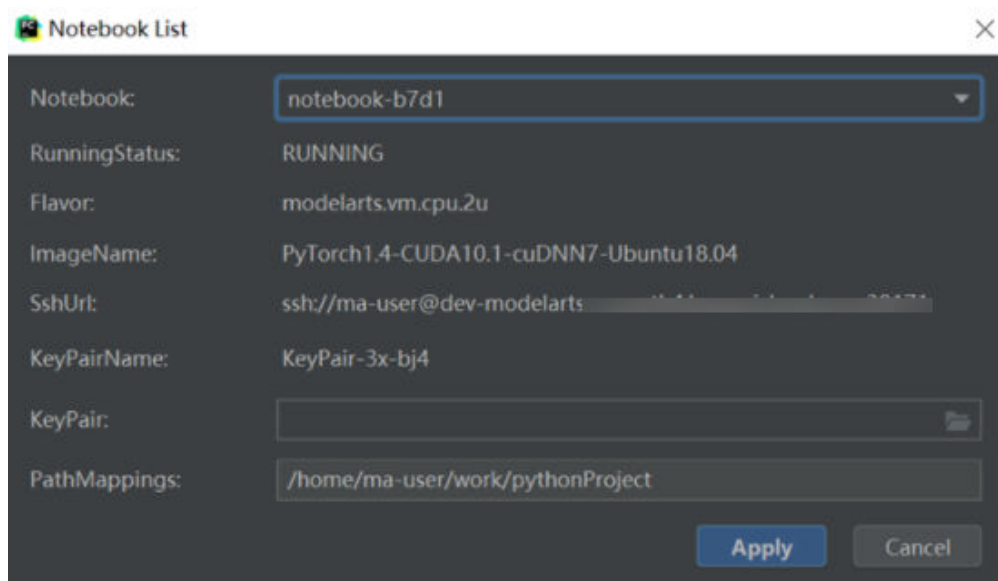 Notebook List
Notebook: notebook-b7d1
RunningStatus: RUNNING
Flavor: modelarts.vm.cpu.2u
ImageName: PyTorch1.4-CUDA10.1-cuDNN7-Ubuntu18.04
SshUrl: ssh://ma-user@dev-modelarts
KeyPairName: KeyPair-3x-bj4
KeyPair:
PathMappings: /home/ma-user/work/pythonProject
Apply Cancel